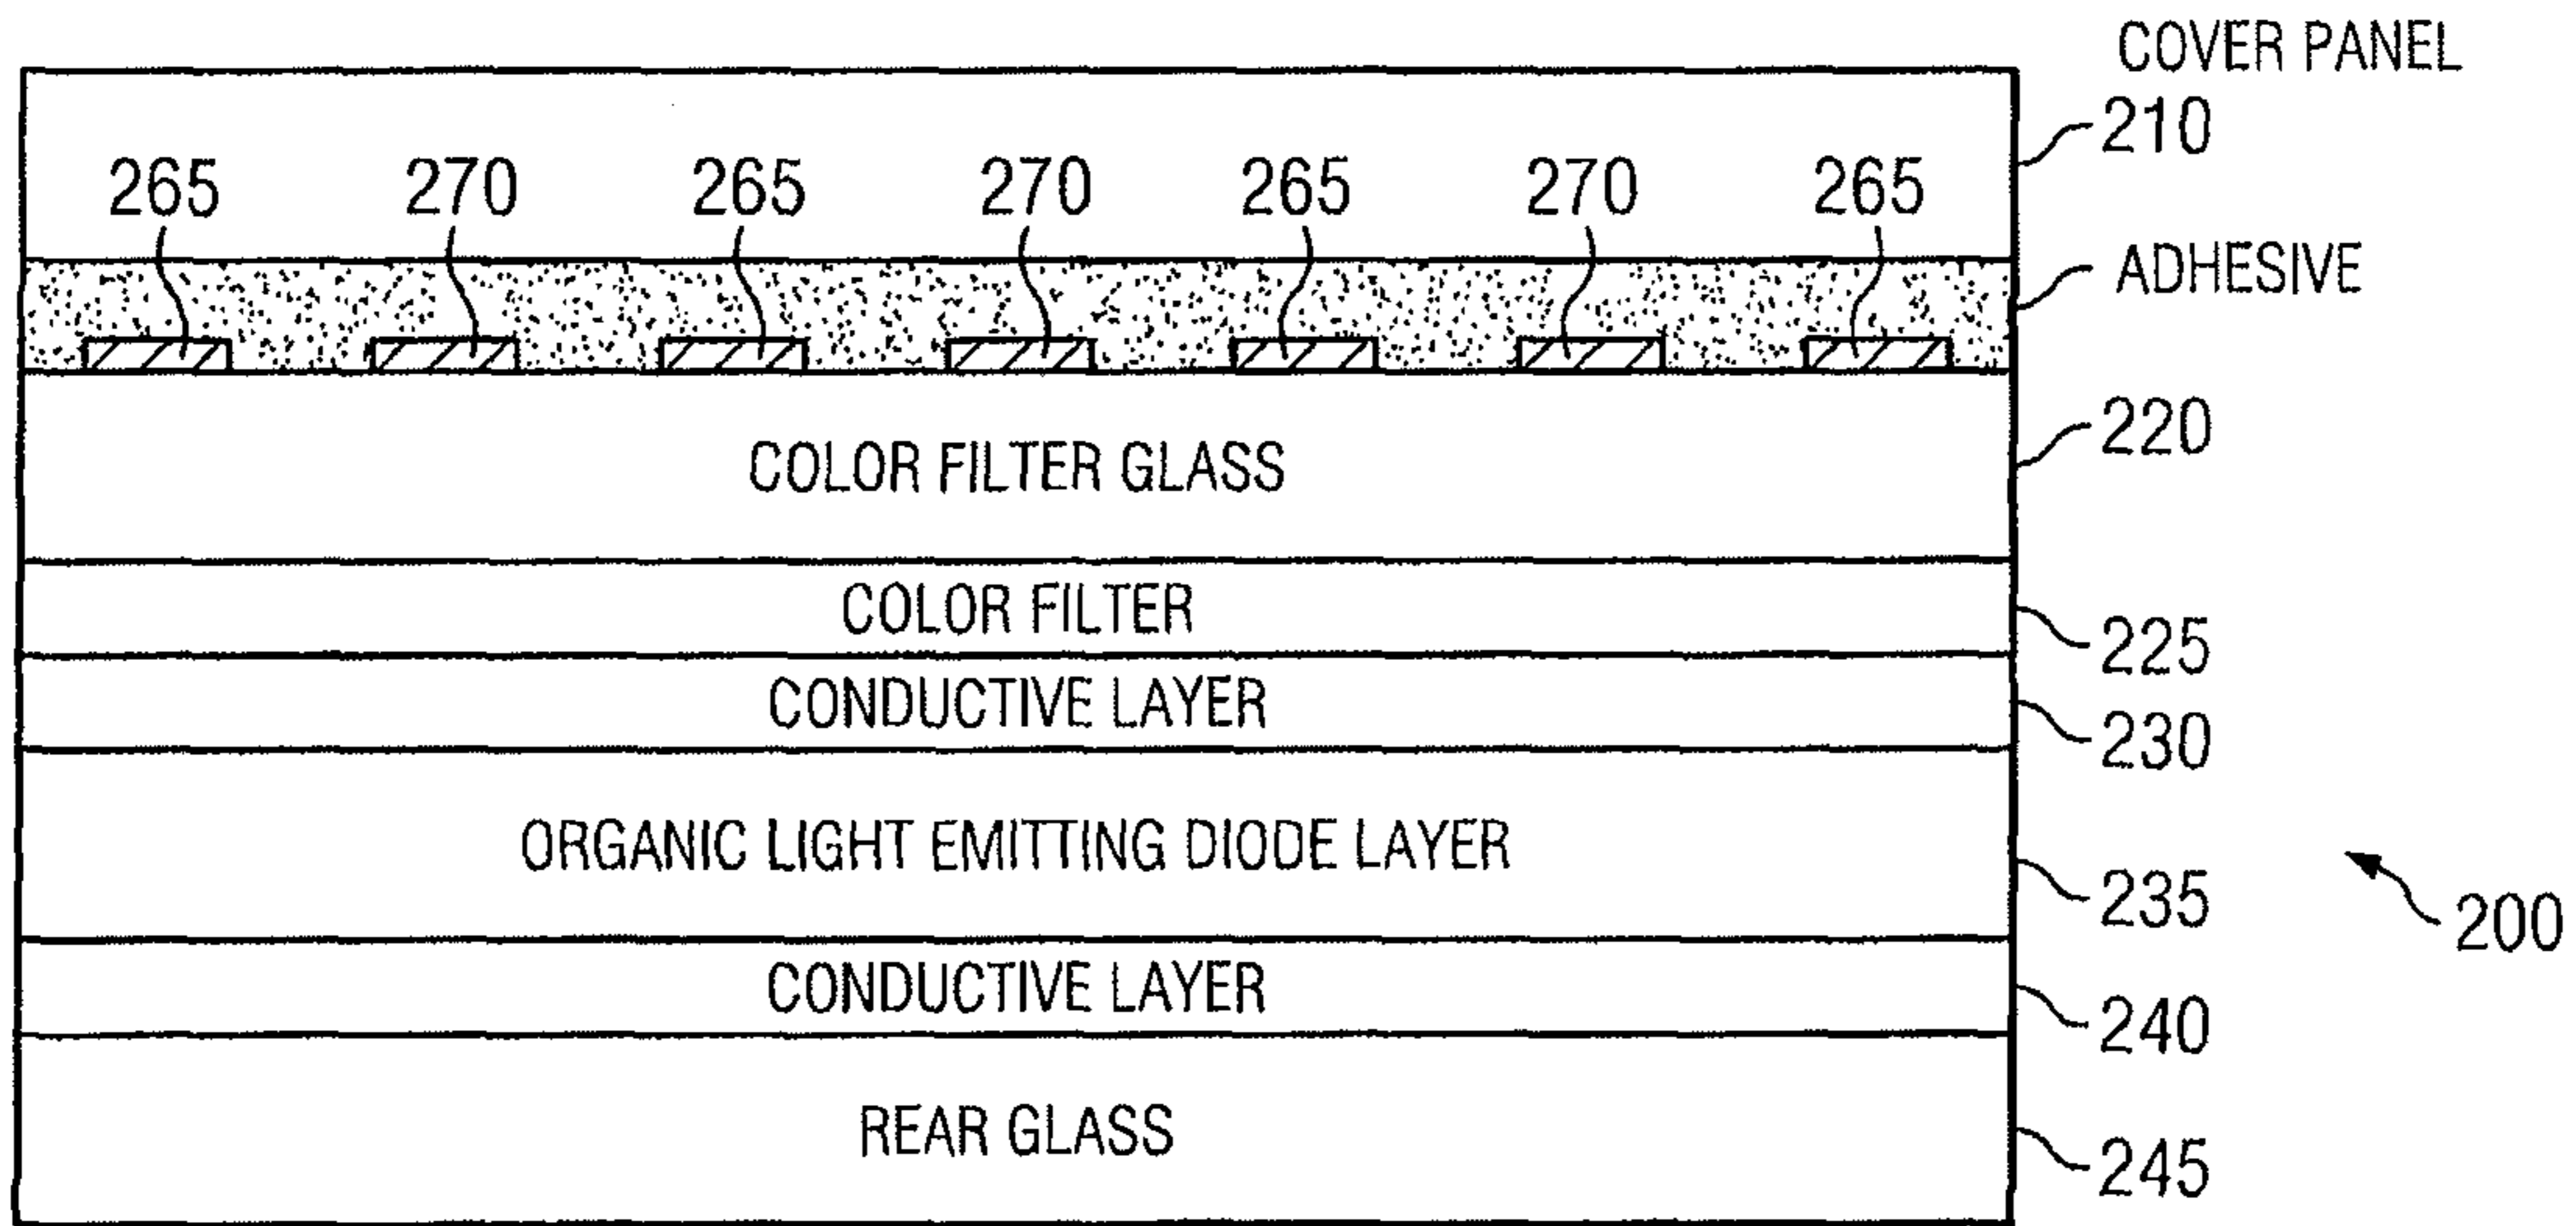 COVER PANEL
210
265 270 265 270 265 270 265
ADHESIVE
220
COLOR FILTER GLASS
COLOR FILTER
225
CONDUCTIVE LAYER
230
ORGANIC LIGHT EMITTING DIODE LAYER
235
200
CONDUCTIVE LAYER
240
REAR GLASS
245